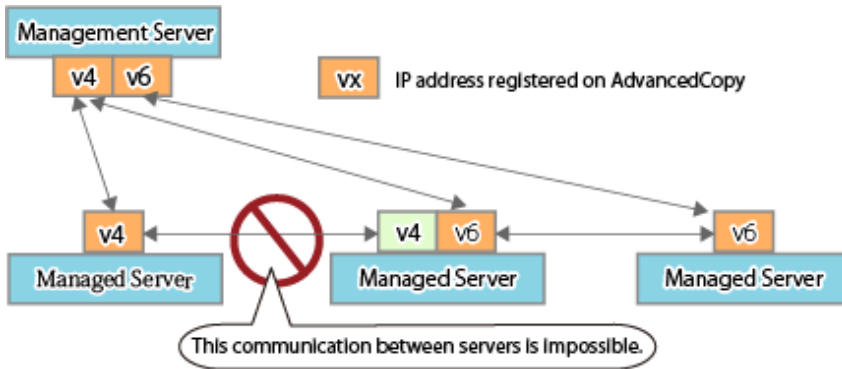 Management Server
v4 v6
vx IP address registered on AdvancedCopy
v4 v4 v6 v6
Managed Server Managed Server Managed Server
This communication between servers is impossible.